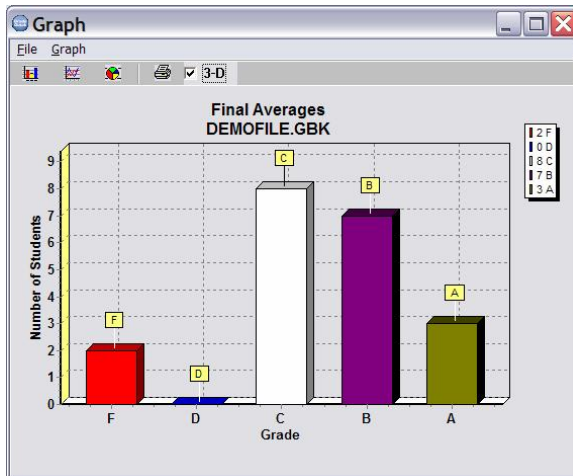 Graph
File Graph
3-D
Final Averages
DEMOFILE.GBK
2 F
0 D
8 C
7 B
3 A
Number of Students
9
8
7
6
5
4
3
2
1
0
F
D
C
B
A
F D C B A
Grade